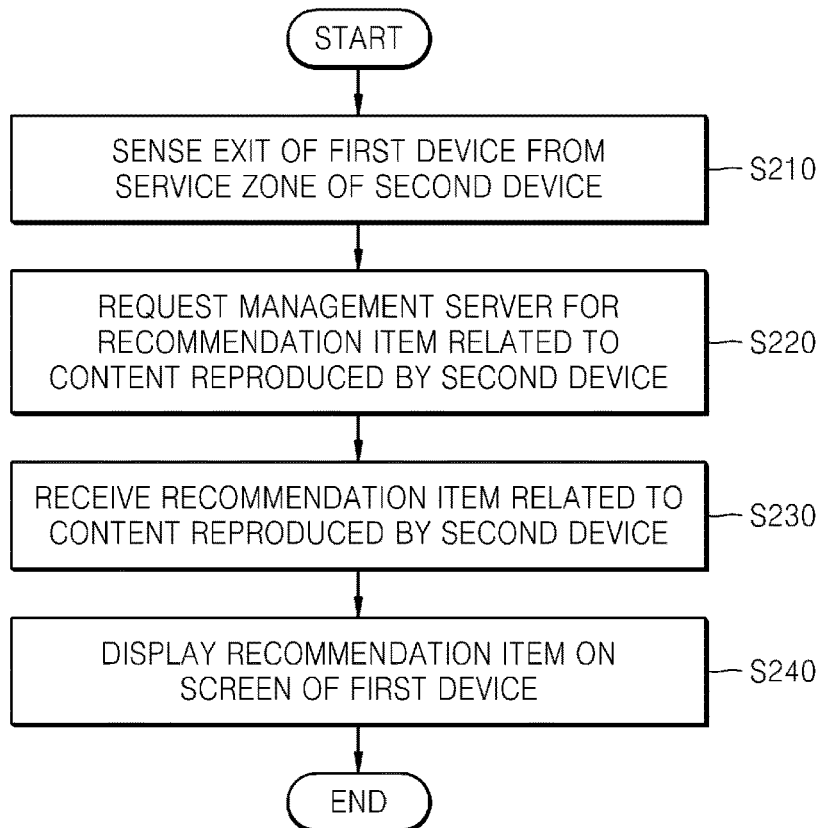 START
SENSE EXIT OF FIRST DEVICE FROM
SERVICE ZONE OF SECOND DEVICE
S210
REQUEST MANAGEMENT SERVER FOR
RECOMMENDATION ITEM RELATED TO
CONTENT REPRODUCED BY SECOND DEVICE
S220
RECEIVE RECOMMENDATION ITEM RELATED TO
CONTENT REPRODUCED BY SECOND DEVICE
S230
DISPLAY RECOMMENDATION ITEM ON
SCREEN OF FIRST DEVICE
S240
END